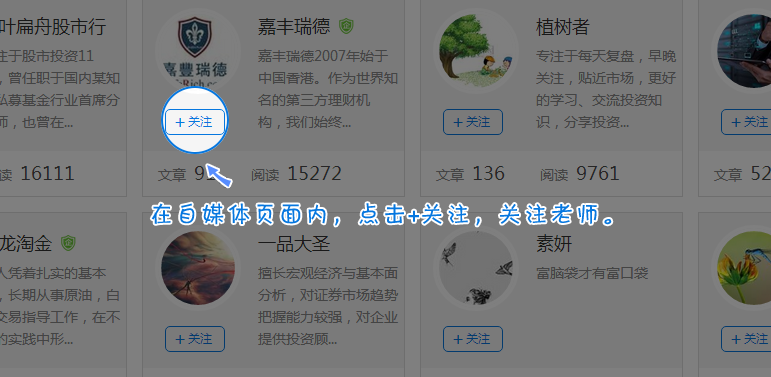 叶扁舟股市行
注于股市投资11
，曾任职于国内某知
私募基金行业首席分
师，也曾在...
阅读 16111
嘉豐瑞德
嘉丰瑞德
嘉丰瑞德2007年始于
中国香港。作为世界知
名的第三方理财机
构，我们始终...
+ 关注
文章
阅读 15272
植树者
专注于每天复盘，早晚
关注，贴近市场，更好
的学习、交流投资知
识，分享投资...
+ 关注
文章 136
阅读 9761
+ 关注
文章
在自媒体页面内，点击+关注，关注老师。
龙淘金
人凭着扎实的基本
，长期从事原油，白
交易指导工作，在不
的实践中形...
一品大圣
擅长宏观经济与基本面
分析，对证券市场趋势
把握能力较强，对企业
提供投资顾...
+ 关注
素妍
富脑袋才有富口袋
+ 关注
+ 关注